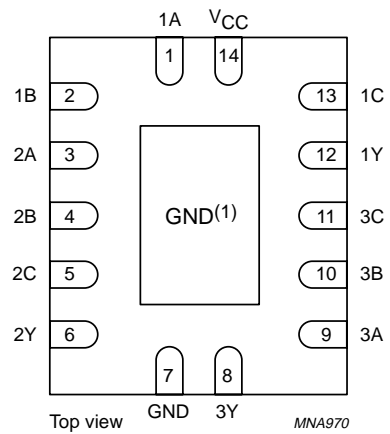 1A VCC
1 14
1B 2 13 1C
2A 3 12 1Y
2B 4 GND(1) 11 3C
2C 5 10 3B
2Y 6 9 3A
7 8
Top view GND 3Y MNA970